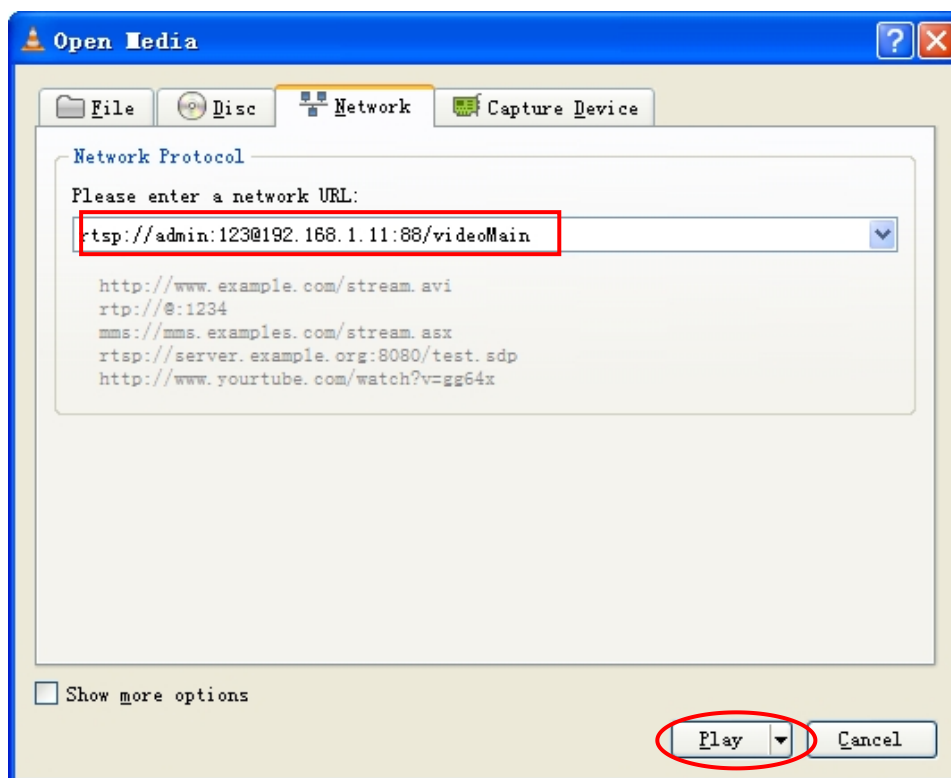 Open Media
File Disc Network Capture Device
Network Protocol
Please enter a network URL:
rtsp://admin:123@192.168.1.11:88/videoMain
http://www.example.com/stream.avi
rtp://@:1234
mms://mms.examples.com/stream.asx
rtsp://server.example.org:8080/test.sdp
http://www.yourtube.com/watch?v=gg64x
Show more options
Play Cancel